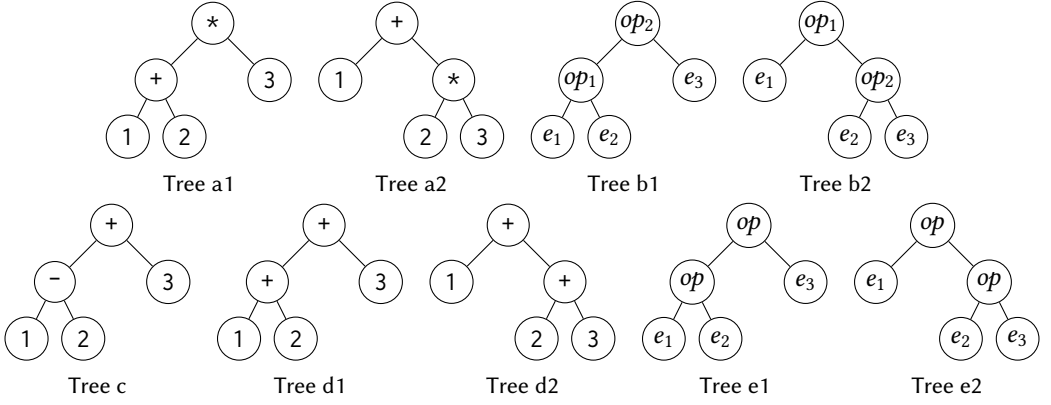 * + op₂ op₁
+ 3 1 * op₁ e₃ e₁ op₂
1 2 2 3 e₁ e₂ e₂ e₃
Tree a1 Tree a2 Tree b1 Tree b2
+ + + op op
- 3 + 3 1 + op e₃ e₁ op
1 2 1 2 2 3 e₁ e₂ e₂ e₃
Tree c Tree d1 Tree d2 Tree e1 Tree e2